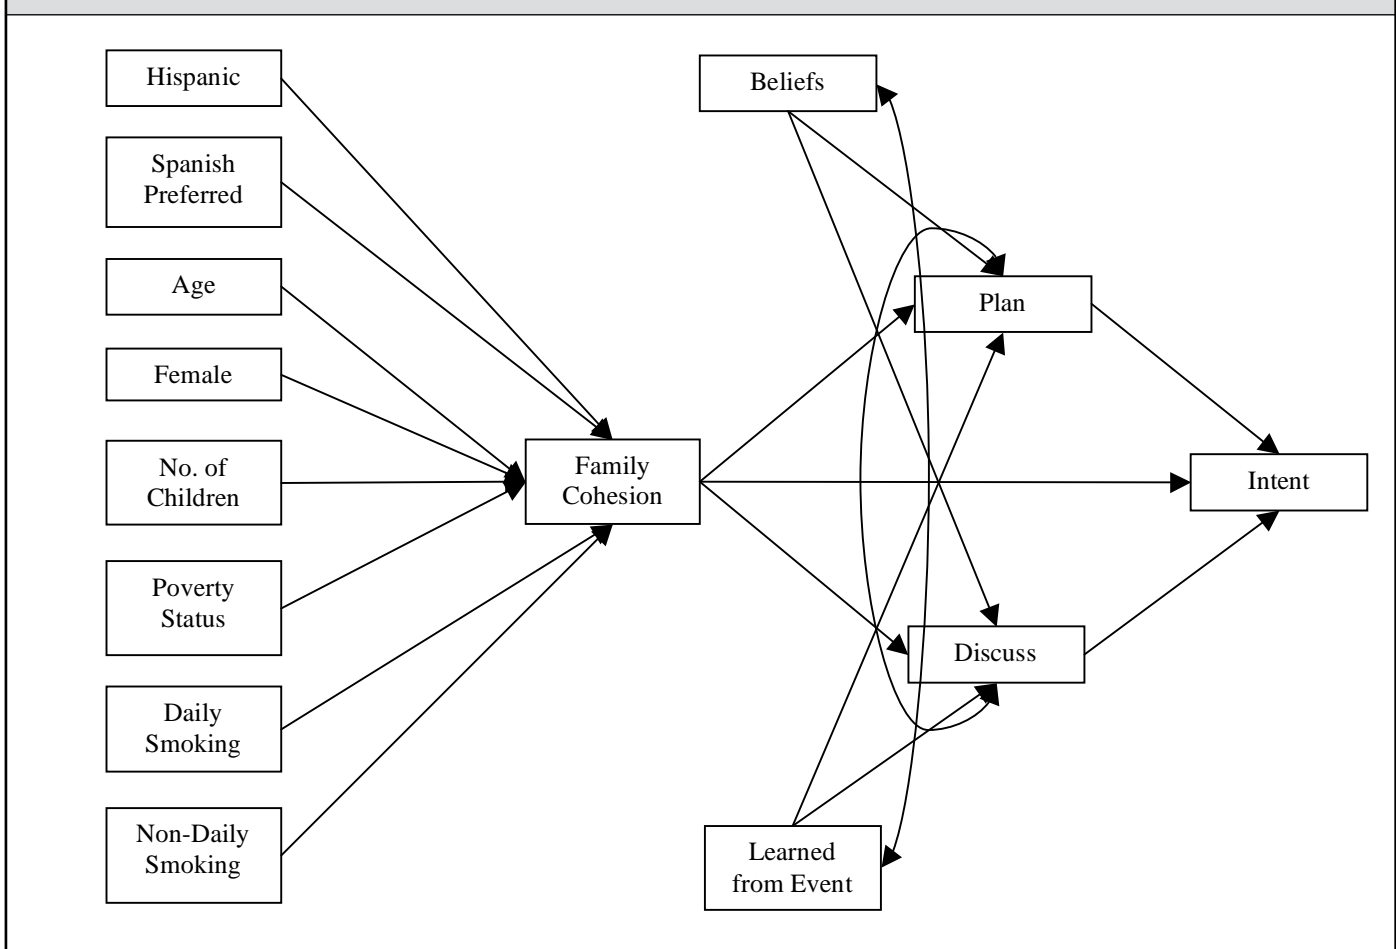 Hispanic
Spanish
Preferred
Age
Female
No. of
Children
Poverty
Status
Daily
Smoking
Non-Daily
Smoking
Family
Cohesion
Beliefs
Plan
Discuss
Learned
from Event
Intent